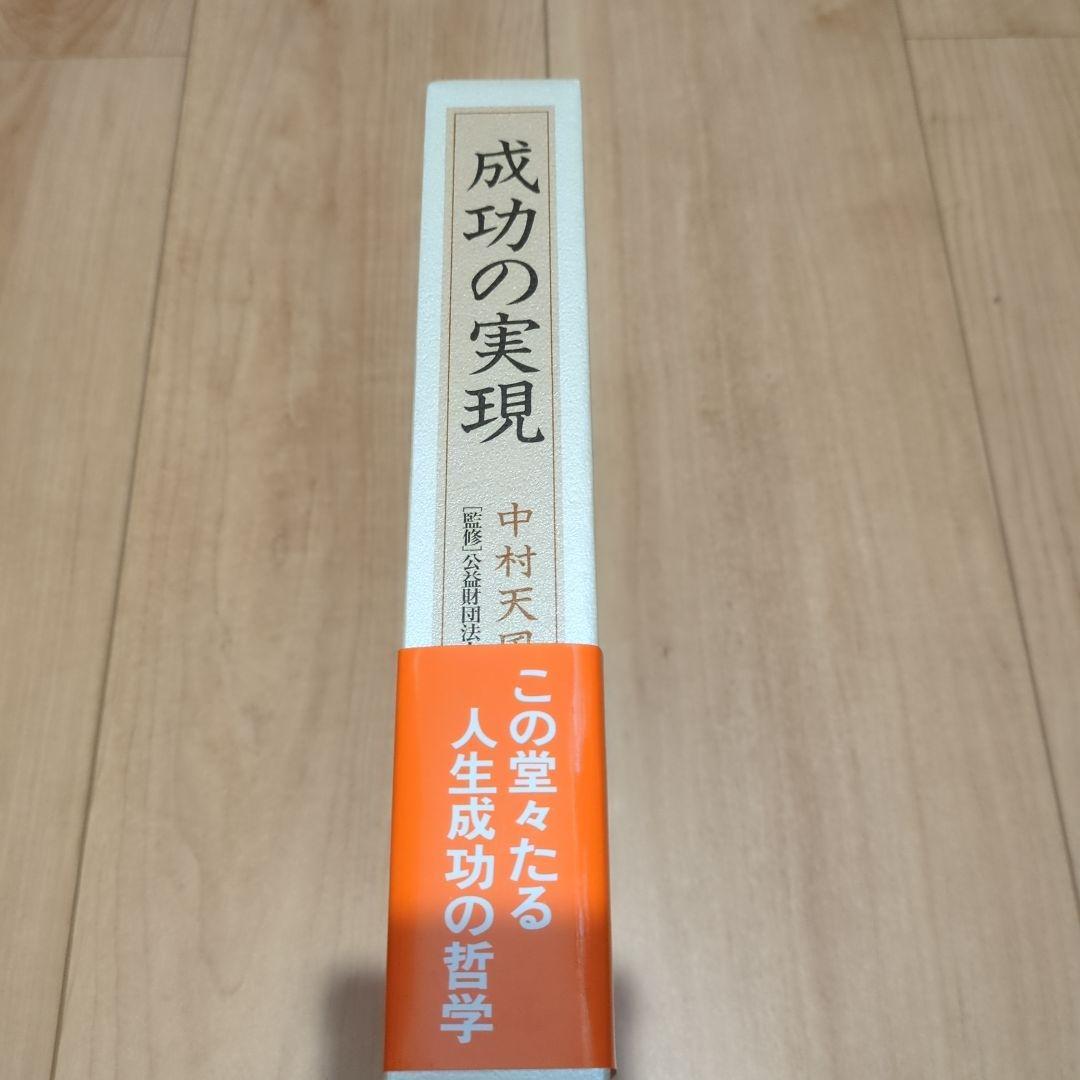 成功の実現
中村天風
[監修]公益財団法
この堂々たる
人生成功の哲学